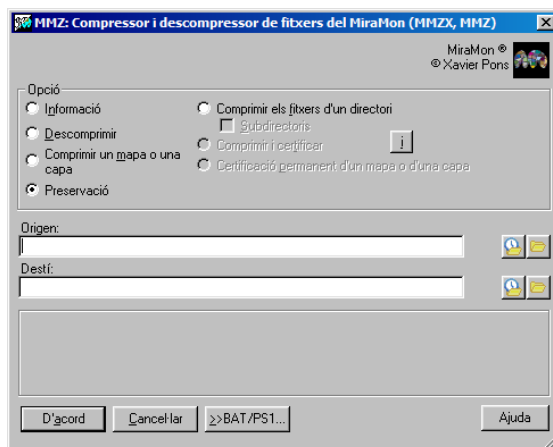 MMZ: Compressor i descompressor de fitxers del MiraMon (MMZX, MMZ)
MiraMon ®
© Xavier Pons
Opció
Informació
Descomprimir
Comprimir un mapa o una
capa
Preservació
Comprimir els fitxers d'un directori
Subdirectoris
Comprimir i certificar
i
Certificació permanent d'un mapa o d'una capa
Origen:
Destí:
D'acord
Cancel·lar
>>BAT/PS1...
Ajuda